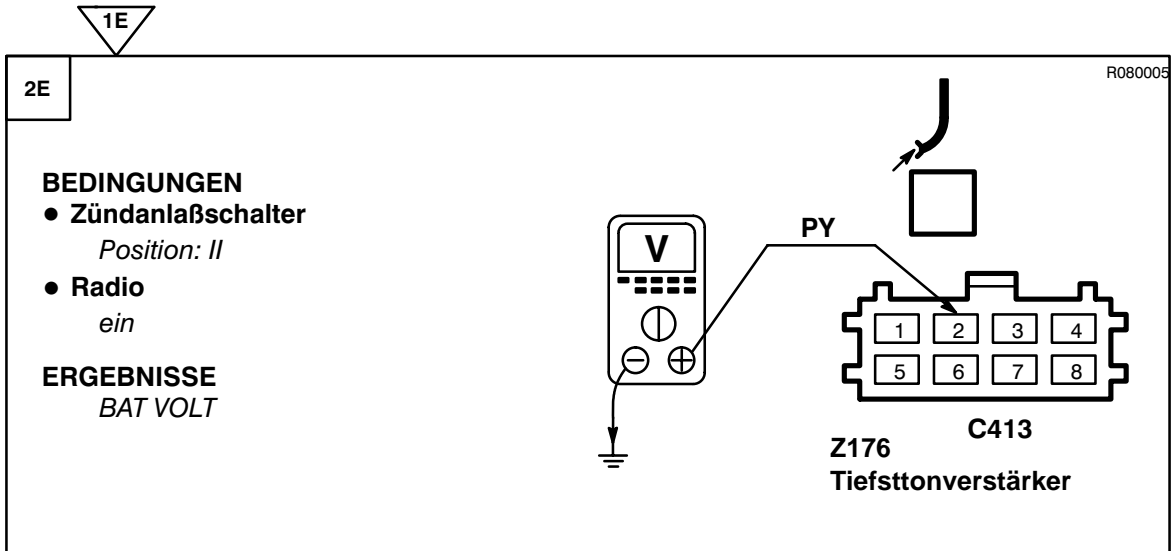 1E
2E
R080005
BEDINGUNGEN
● Zündanlaßschalter
Position: II
● Radio
ein
ERGEBNISSE
BAT VOLT
V
PY
1 2 3 4
5 6 7 8
C413
Z176
Tiefsttonverstärker